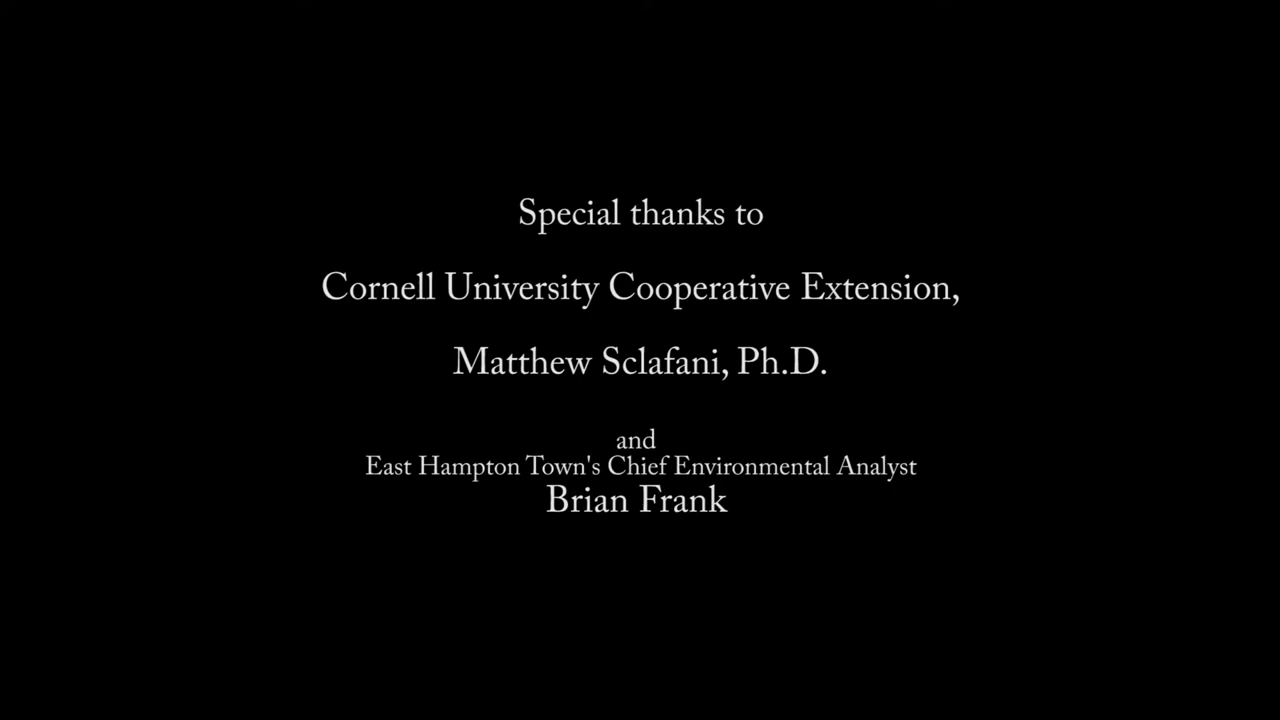 Special thanks to
Cornell University Cooperative Extension,
Matthew Sclafani, Ph.D.
and
East Hampton Town's Chief Environmental Analyst
Brian Frank